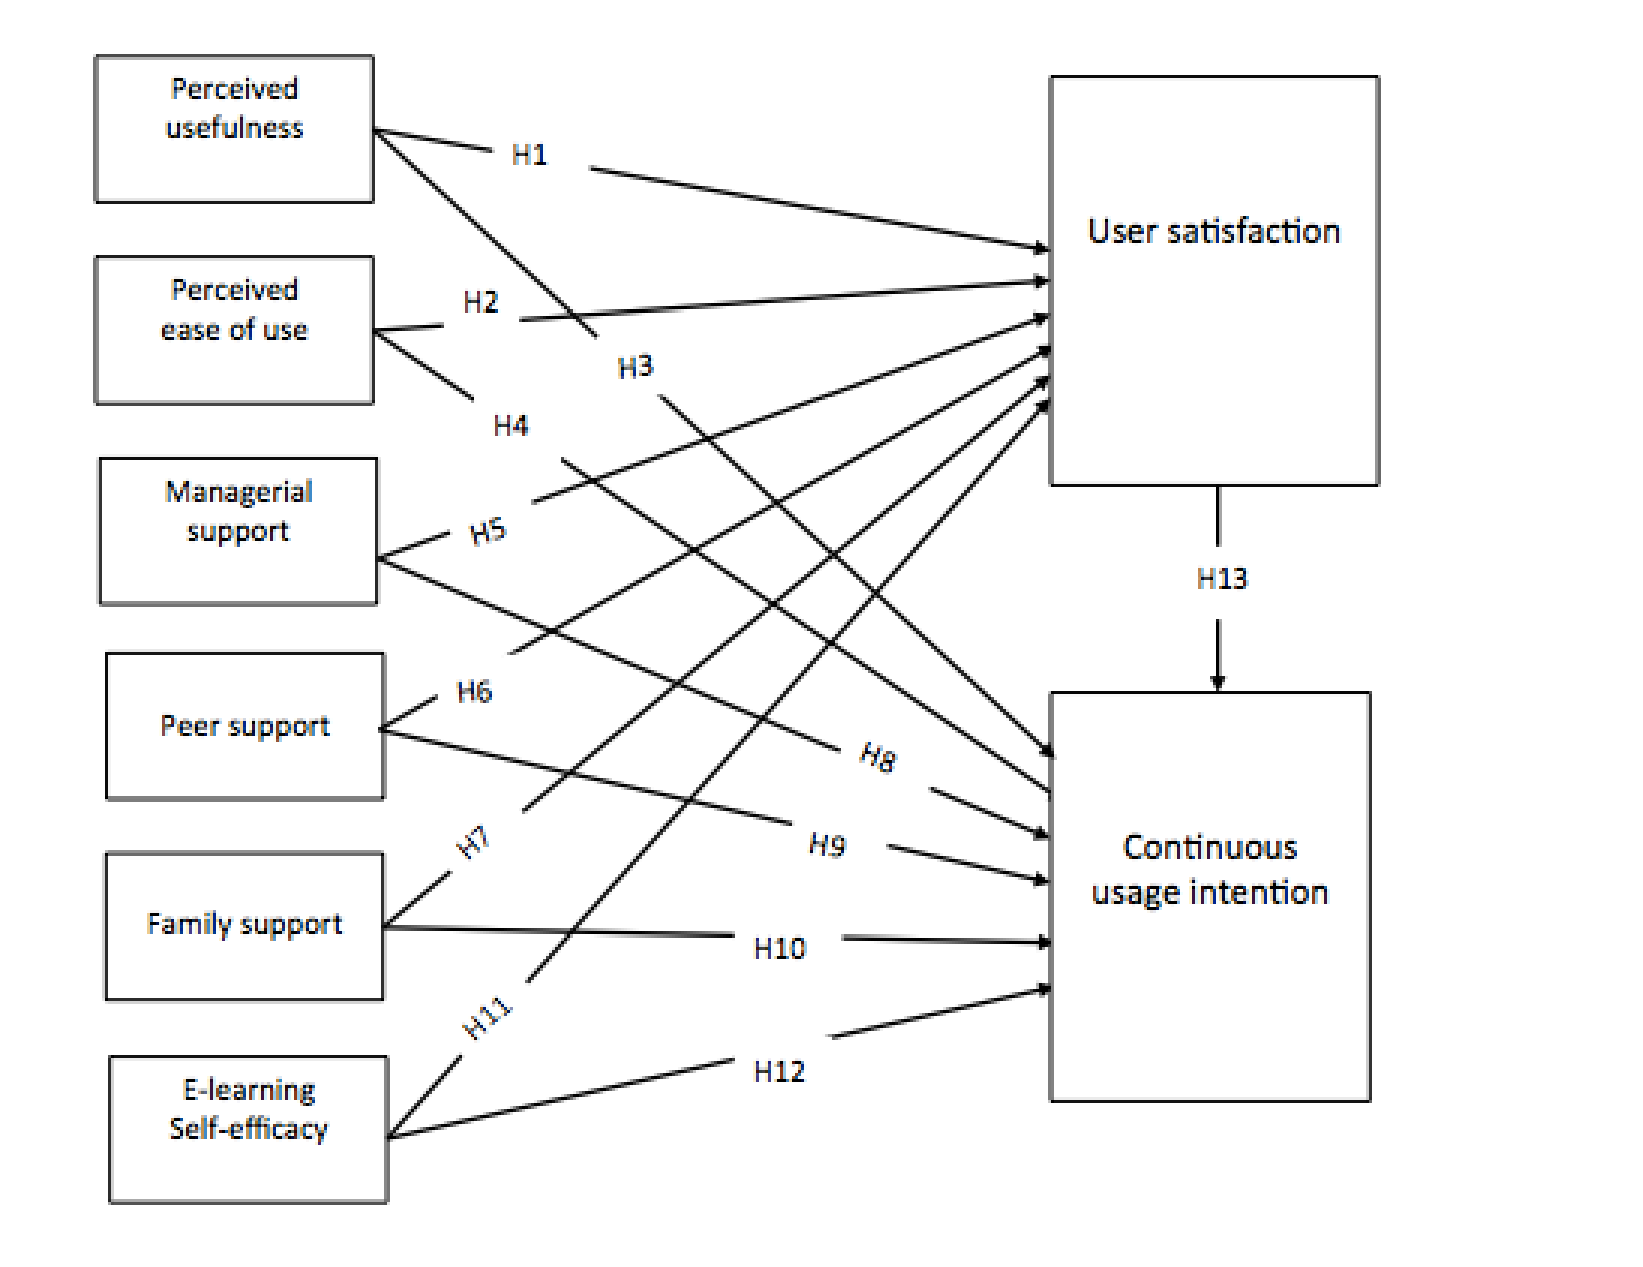 Perceived
usefulness
H1
User satisfaction
Perceived
ease of use
H2
H3
H4
Managerial
support
H5
H13
Peer support
H6
H8
H7
H9
Continuous
usage intention
Family support
H10
H11
H12
E-learning
Self-efficacy